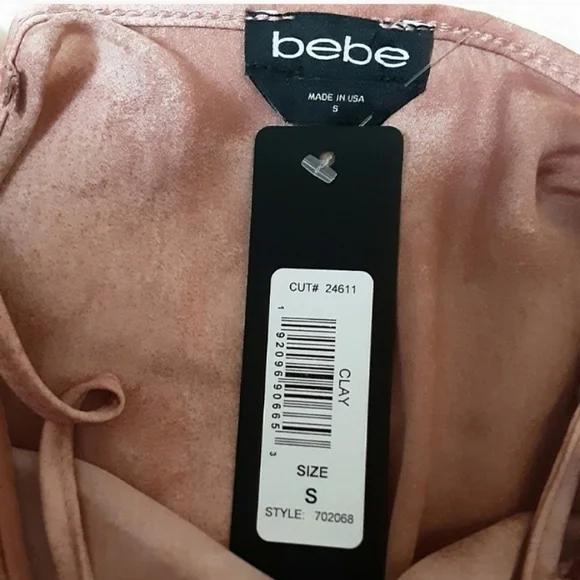 bebe
MADE IN USA
S
CUT# 24611
1 92096 90665 3
CLAY
SIZE
S
STYLE: 702068